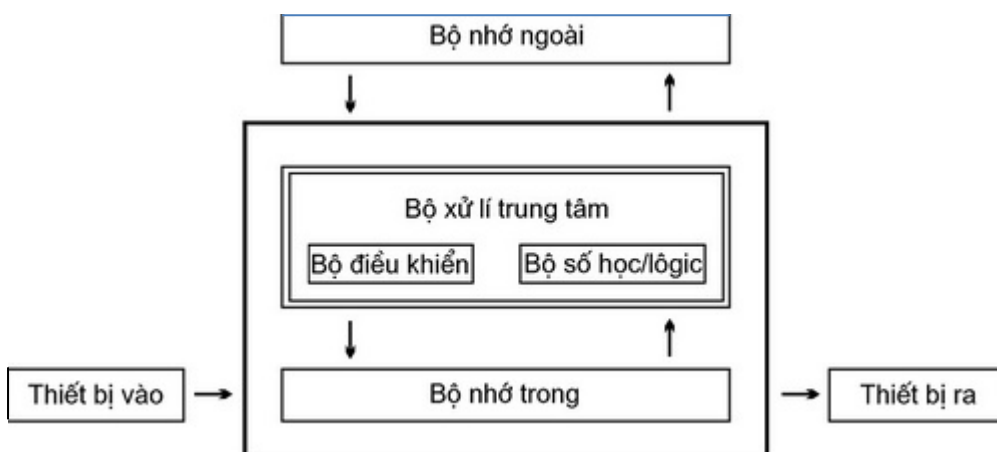 Bộ nhớ ngoài
Bộ xử lí trung tâm
Bộ điều khiển
Bộ số học/lôgic
Thiết bị vào
Bộ nhớ trong
Thiết bị ra